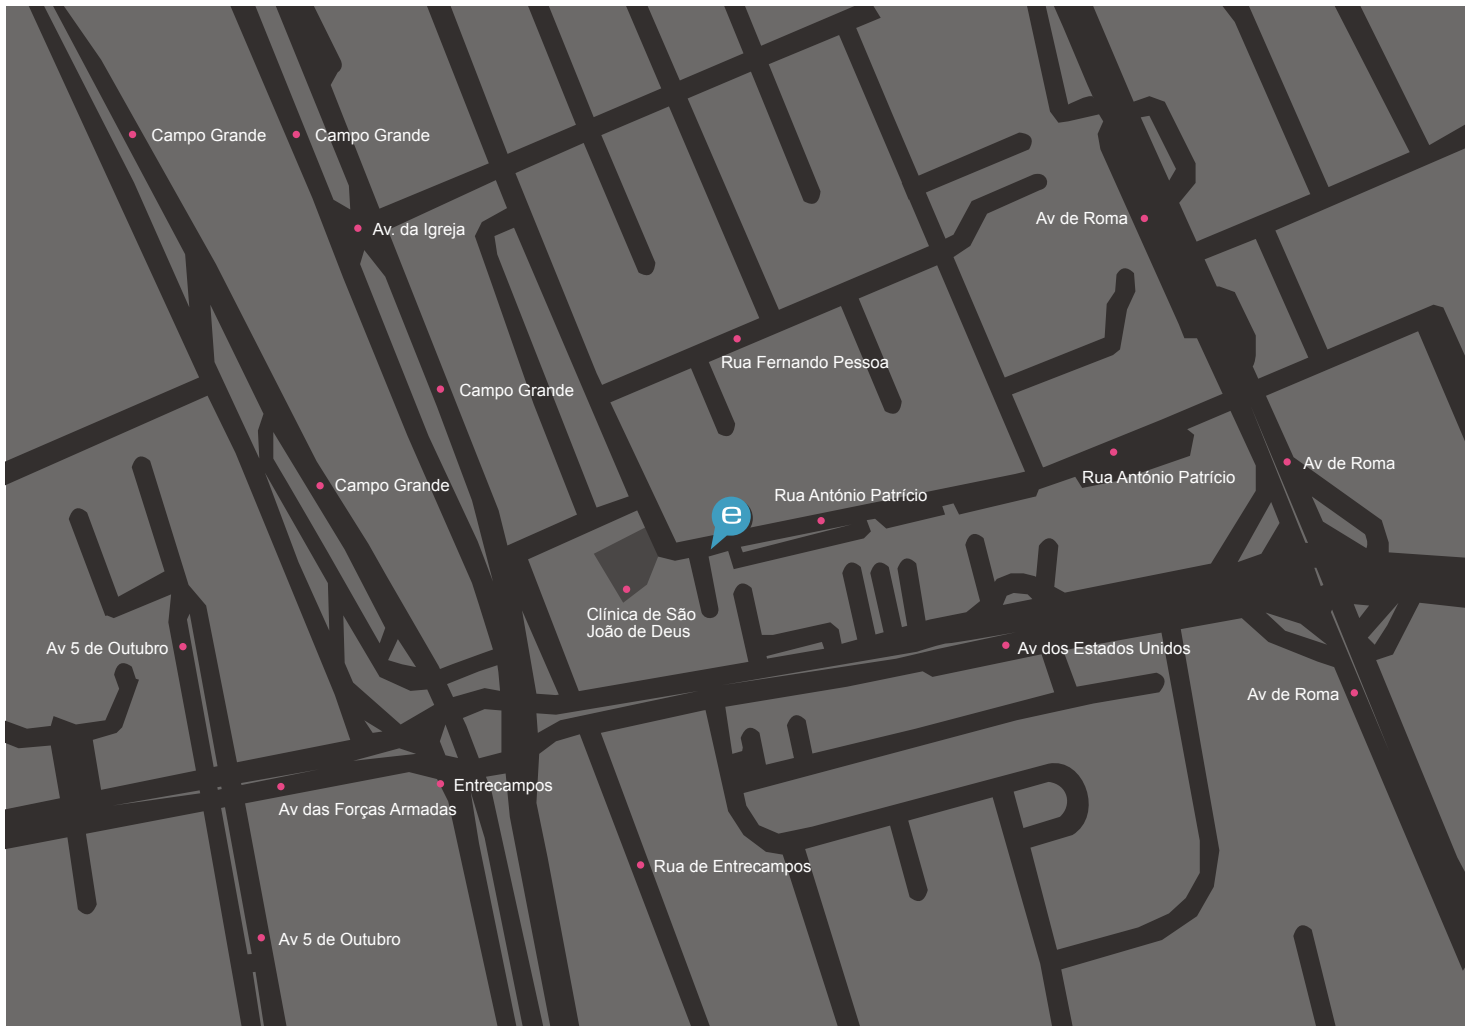 Campo Grande
Campo Grande
Av de Roma
Av. da Igreja
Rua Fernando Pessoa
Campo Grande
Av de Roma
Rua António Patrício
Campo Grande
Rua António Patrício
e
Clínica de São
João de Deus
Av 5 de Outubro
Av dos Estados Unidos
Av de Roma
Entrecampos
Av das Forças Armadas
Rua de Entrecampos
Av 5 de Outubro